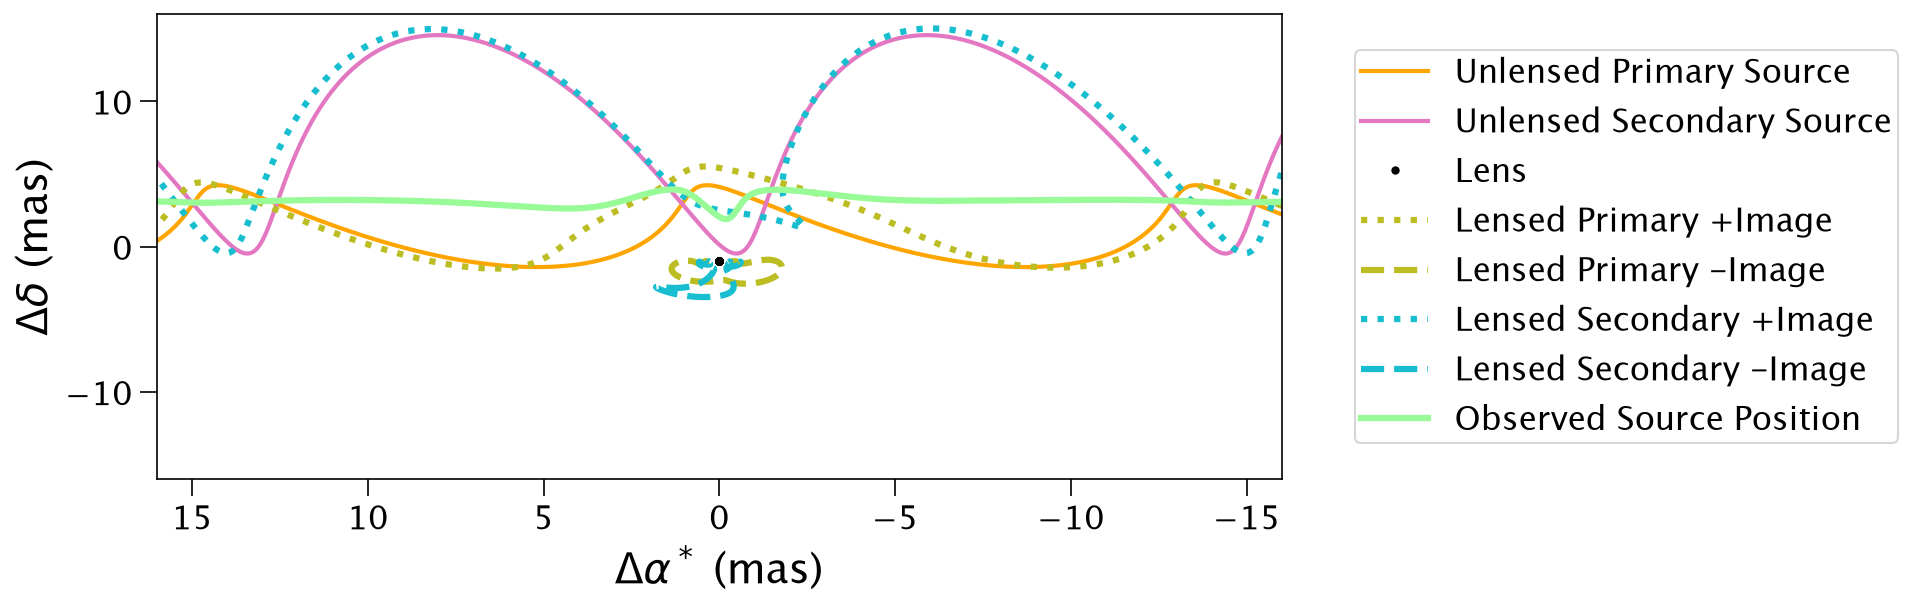 10
0
−10
Δδ (mas)
15
10
5
0
−5
−10
−15
Δα* (mas)
Unlensed Primary Source
Unlensed Secondary Source
Lens
Lensed Primary +Image
Lensed Primary –Image
Lensed Secondary +Image
Lensed Secondary –Image
Observed Source Position